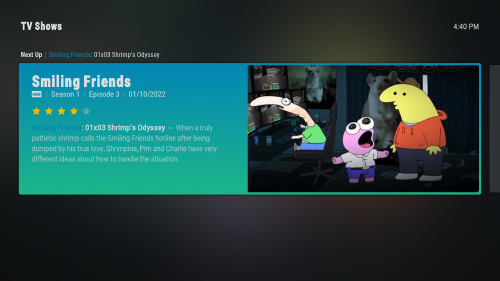 TV Shows
4:40 PM
Next Up | Smiling Friends: 01x03 Shrimp's Odyssey
Smiling Friends
Season 1 | Episode 3 | 01/10/2022
Smiling Friends: 01x03 Shrimp's Odyssey ~ When a truly
pathetic shrimp calls the Smiling Friends hotline after being
dumped by his true love, Shrimpina, Pim and Charlie have very
different ideas about how to handle the situation.